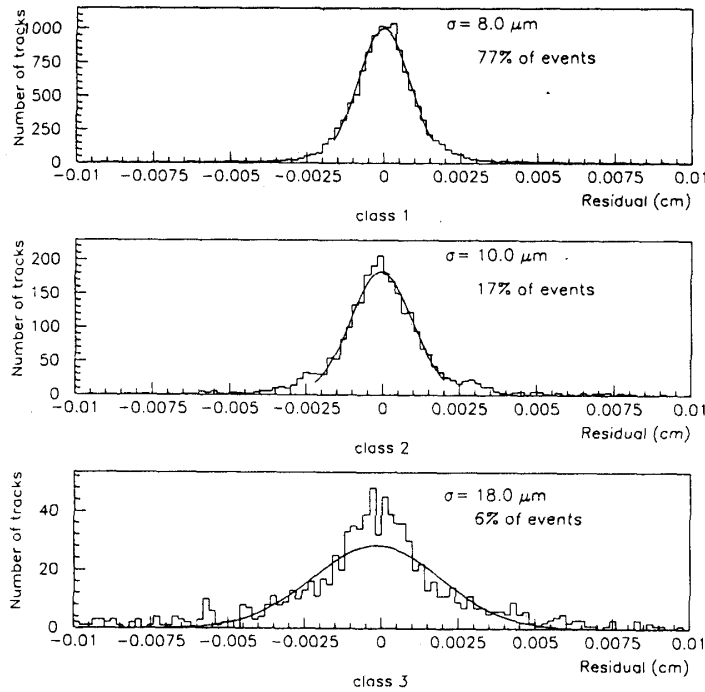 Number of tracks
1000
750
500
250
0
σ= 8.0 μm
77% of events
-0.01 -0.0075 -0.005 -0.0025 0 0.0025 0.005 0.0075 0.01
Residual (cm)
class 1
Number of tracks
200
150
100
50
0
σ= 10.0 μm
17% of events
-0.01 -0.0075 -0.005 -0.0025 0 0.0025 0.005 0.0075 0.01
Residual (cm)
class 2
Number of tracks
40
20
0
σ= 18.0 μm
6% of events
-0.01 -0.0075 -0.005 -0.0025 0 0.0025 0.005 0.0075 0.01
Residual (cm)
class 3